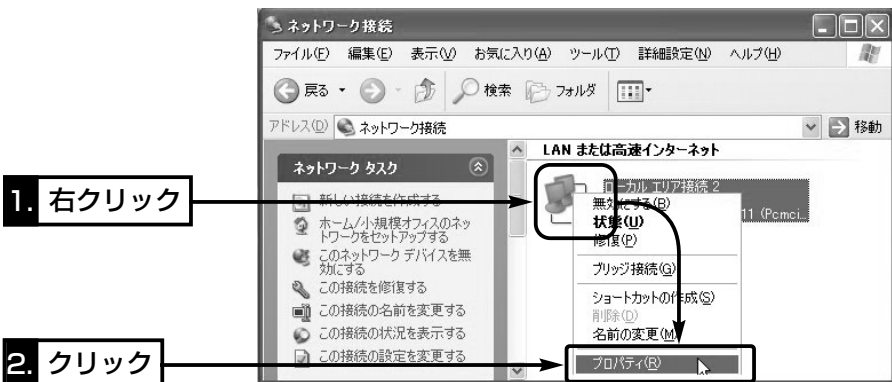 ネットワーク接続
ファイル(F) 編集(E) 表示(V) お気に入り(A) ツール(T) 詳細設定(N) ヘルプ(H)
戻る 検索 フォルダ
アドレス(D) ネットワーク接続 移動
ネットワーク タスク
新しい接続を作成する
ホーム/小規模オフィスのネッ
トワークをセットアップする
このネットワーク デバイスを無
効にする
この接続を修復する
この接続の名前を変更する
この接続の状況を表示する
この接続の設定を変更する
LAN または高速インターネット
ローカル エリア接続 2
11 (Pcmci...
無効にする(B)
状態(U)
修復(P)
ブリッジ接続(G)
ショートカットの作成(S)
削除(D)
名前の変更(M)
プロパティ(R)
1. 右クリック
2. クリック